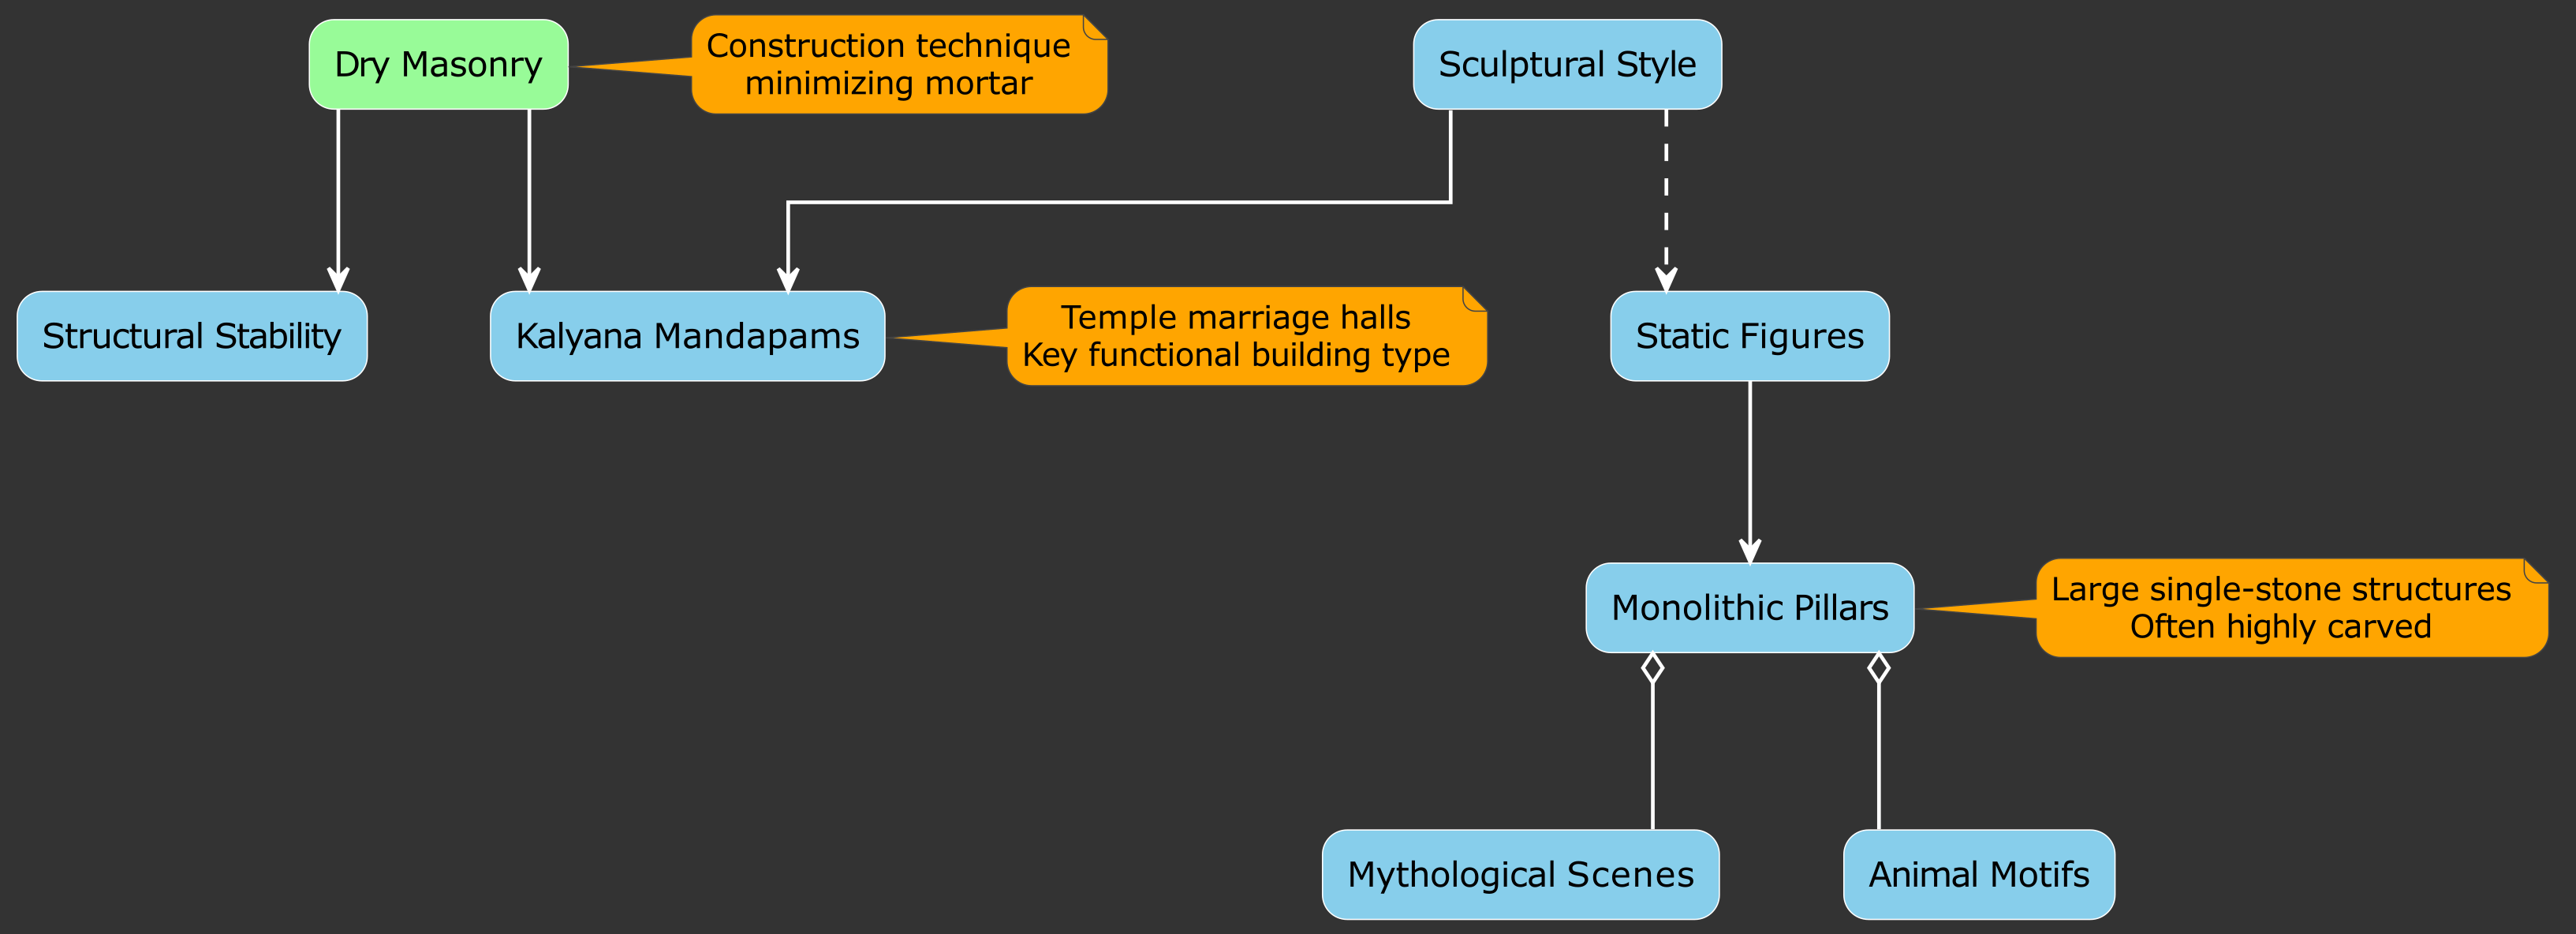 Dry Masonry
Construction technique
minimizing mortar
Sculptural Style
Structural Stability
Kalyana Mandapams
Temple marriage halls
Key functional building type
Static Figures
Monolithic Pillars
Large single-stone structures
Often highly carved
Mythological Scenes
Animal Motifs